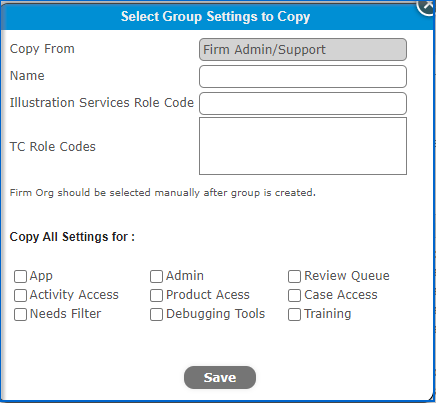 Select Group Settings to Copy
Copy From Firm Admin/Support
Name
Illustration Services Role Code
TC Role Codes
Firm Org should be selected manually after group is created.
Copy All Settings for :
App Admin Review Queue
Activity Access Product Acess Case Access
Needs Filter Debugging Tools Training
Save